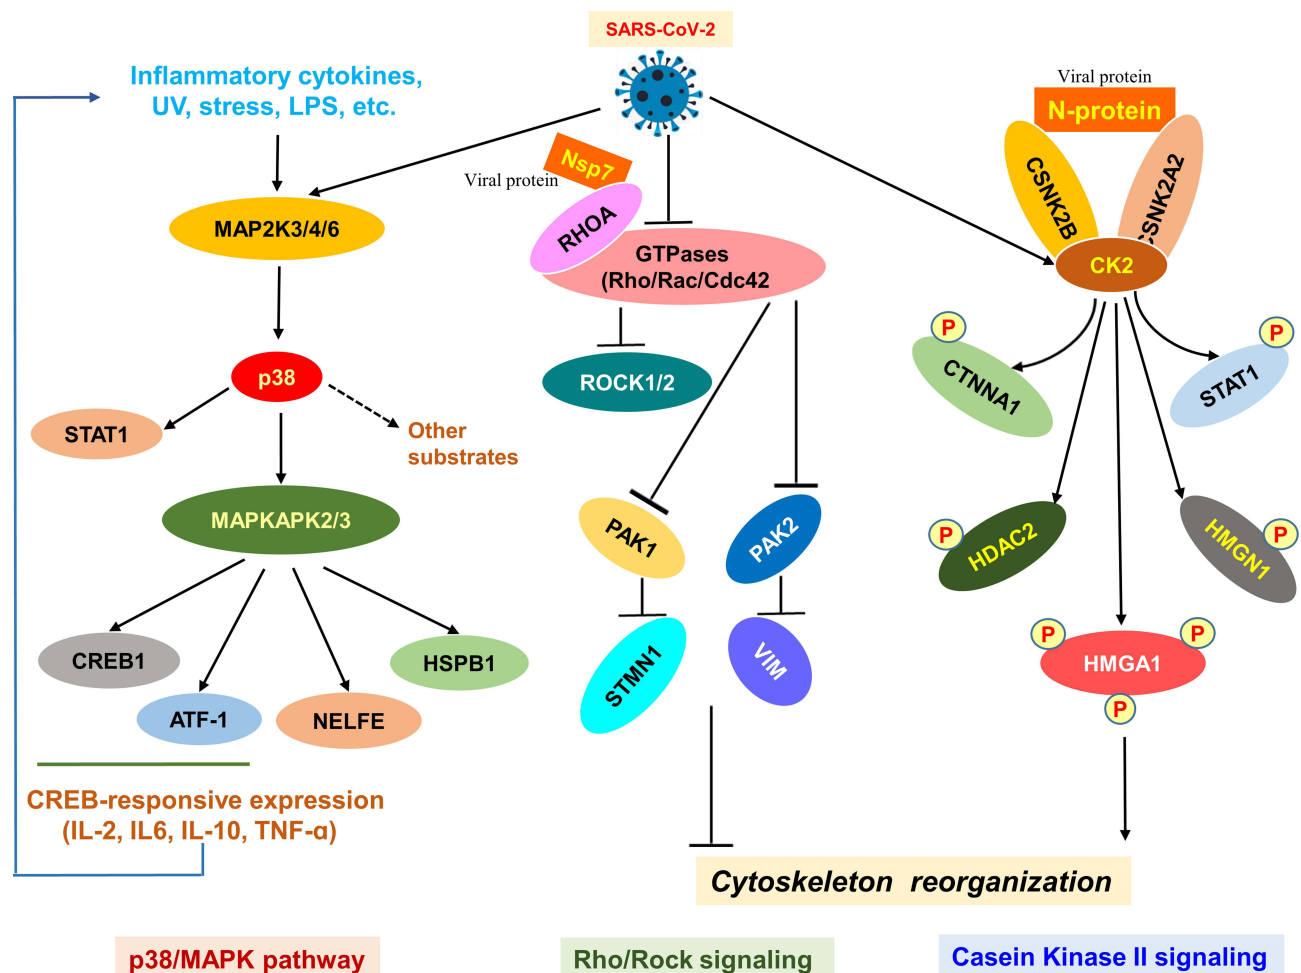 SARS-CoV-2
Inflammatory cytokines,
UV, stress, LPS, etc.
Viral protein
N-protein
Nsp7
Viral protein
CSNK2B
CSNK2A2
RHOA
MAP2K3/4/6
GTPases
(Rho/Rac/Cdc42
CK2
P
P
p38
ROCK1/2
CTNNA1
STAT1
STAT1
Other
substrates
MAPKAPK2/3
PAK1
PAK2
P
HDAC2
HMGN1
P
CREB1
HSPB1
STMN1
VIM
P
P
HMGA1
P
ATF-1
NELFE
CREB-responsive expression
(IL-2, IL6, IL-10, TNF-α)
Cytoskeleton reorganization
p38/MAPK pathway
Rho/Rock signaling
Casein Kinase II signaling